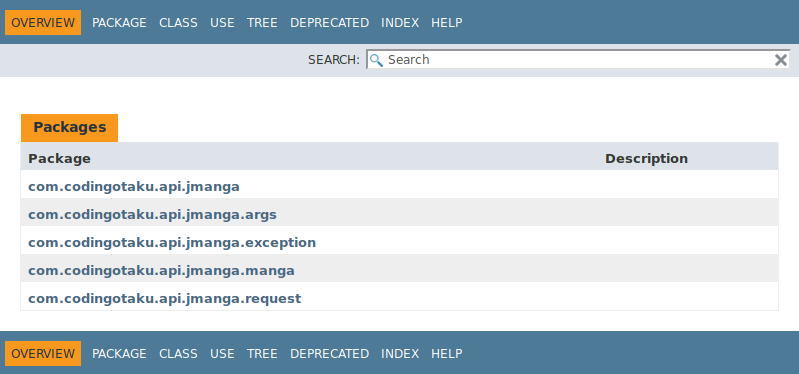 OVERVIEW PACKAGE CLASS USE TREE DEPRECATED INDEX HELP
SEARCH: Search
Packages
Package Description
com.codingotaku.api.jmanga
com.codingotaku.api.jmanga.args
com.codingotaku.api.jmanga.exception
com.codingotaku.api.jmanga.manga
com.codingotaku.api.jmanga.request
OVERVIEW PACKAGE CLASS USE TREE DEPRECATED INDEX HELP